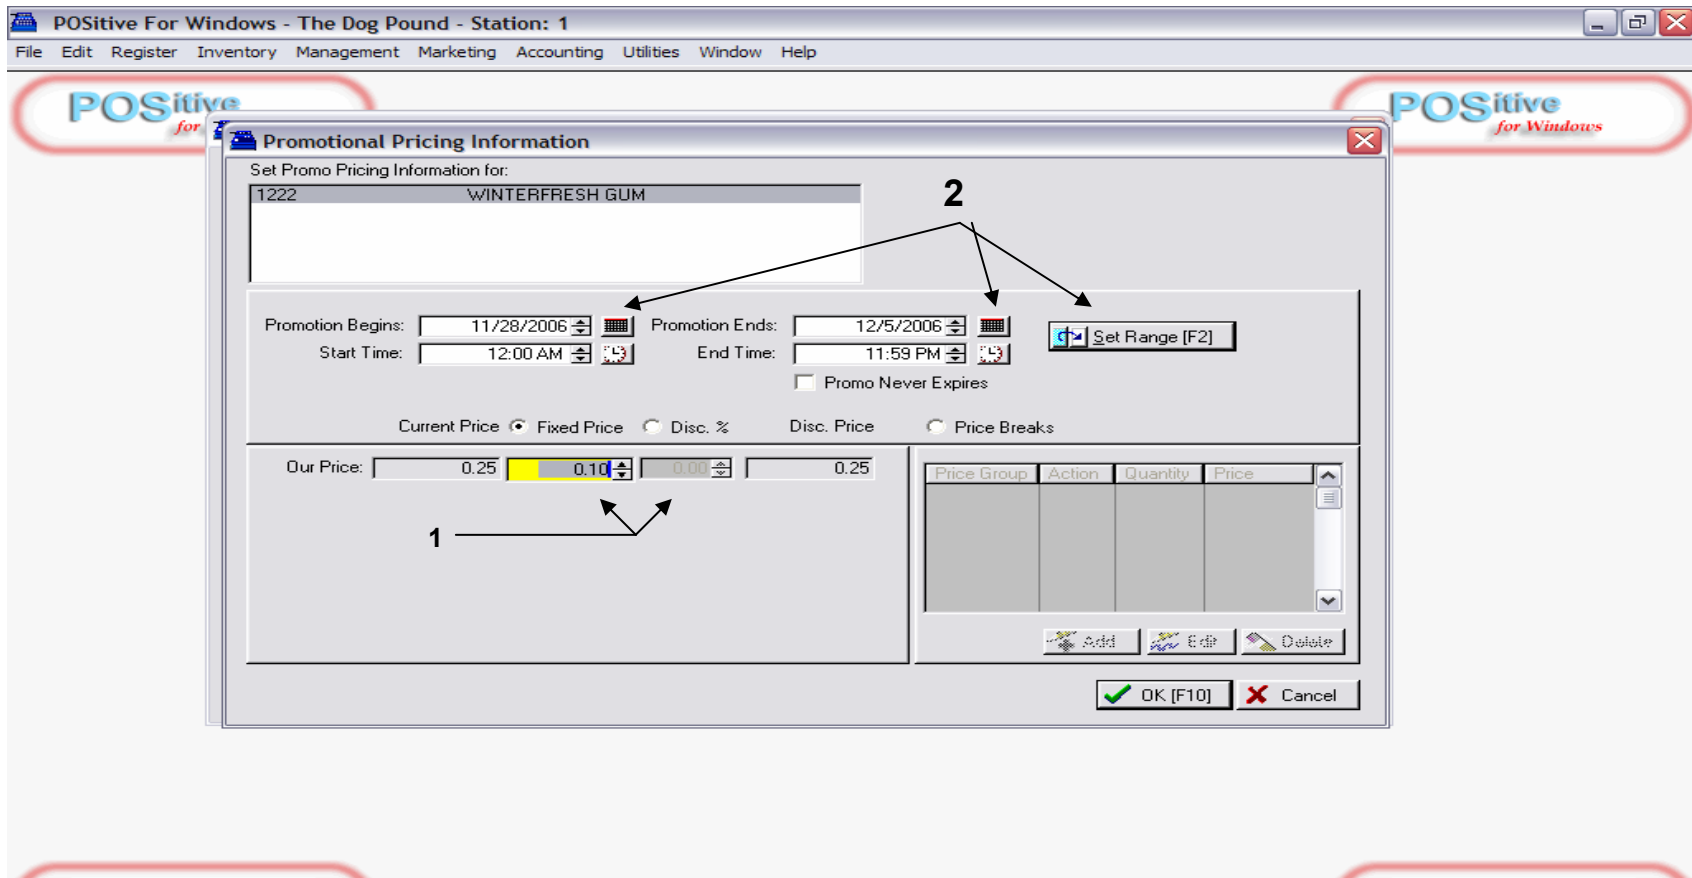 POSitive For Windows - The Dog Pound - Station: 1
File Edit Register Inventory Management Marketing Accounting Utilities Window Help
POSitive
for
POSitive
for Windows
Promotional Pricing Information
Set Promo Pricing Information for:
1222 WINTERFRESH GUM
2
Promotion Begins: 11/28/2006 Promotion Ends: 12/5/2006 Set Range [F2]
Start Time: 12:00 AM End Time: 11:59 PM
Promo Never Expires
Current Price Fixed Price Disc. % Disc. Price Price Breaks
Our Price: 0.25 0.10 0.00 0.25
Price Group Action Quantity Price
1
Add Edit Delete
OK [F10] Cancel